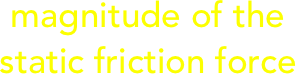 magnitude of the
static friction force